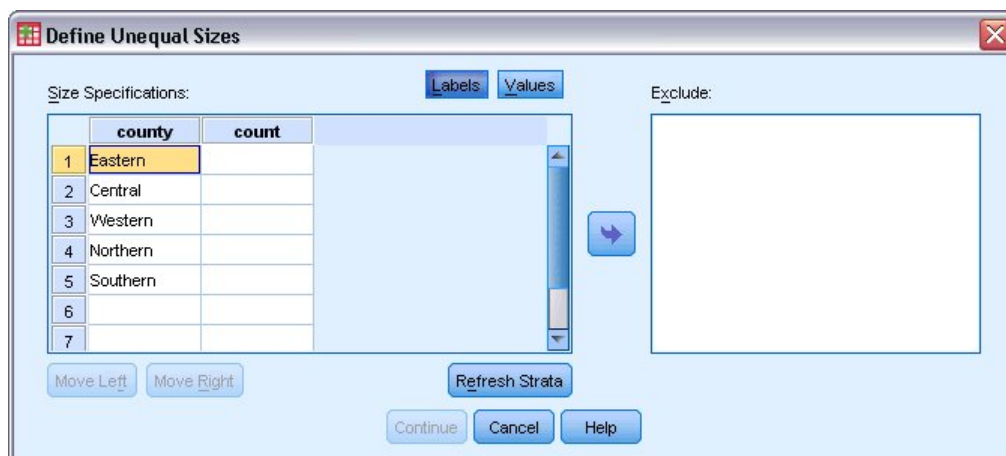 Define Unequal Sizes
Size Specifications:
Labels Values
Exclude:
county count
1 Eastern
2 Central
3 Western
4 Northern
5 Southern
6
7
Move Left Move Right Refresh Strata
Continue Cancel Help